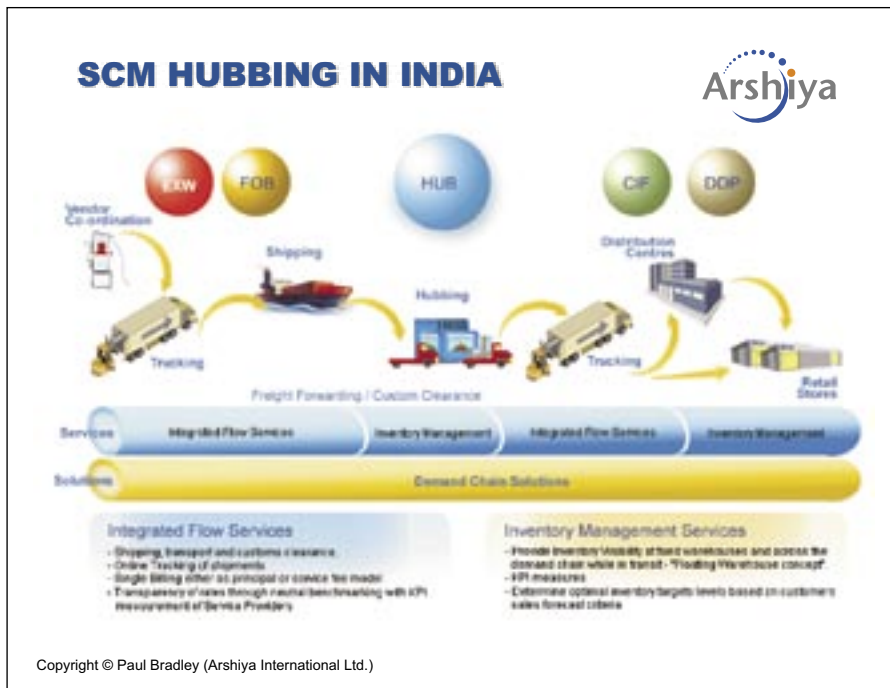 SCM HUBBING IN INDIA
Arshiya
EXW
FOB
HUB
CIF
DDP
Vendor
Co-ordination
Shipping
Distribution
Centres
Hubbing
Trucking
Trucking
Retail
Stores
Freight Forwarding / Custom Clearance
Services
Integrated Flow Services
Inventory Management
Integrated Flow Services
Inventory Management
Solutions
Demand Chain Solutions
Integrated Flow Services
- Shipping, transport and customs clearance.
- Online Tracking of shipments
- Single Billing either as principal or service fee model
- Transparency of rates through neutral benchmarking with KPI
measurement of Service Providers
Inventory Management Services
- Provide Inventory Visibility at fixed warehouses and across the
demand chain while in transit - "Floating Warehouse concept".
- KPI measures
- Determine optimal inventory targets levels based on customers
sales forecast criteria
Copyright © Paul Bradley (Arshiya International Ltd.)